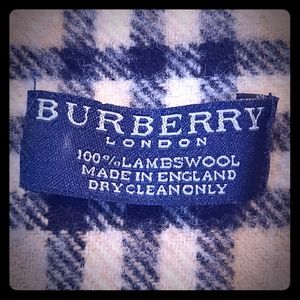 BURBERRY
LONDON
100% LAMBSWOOL
MADE IN ENGLAND
DRY CLEAN ONLY